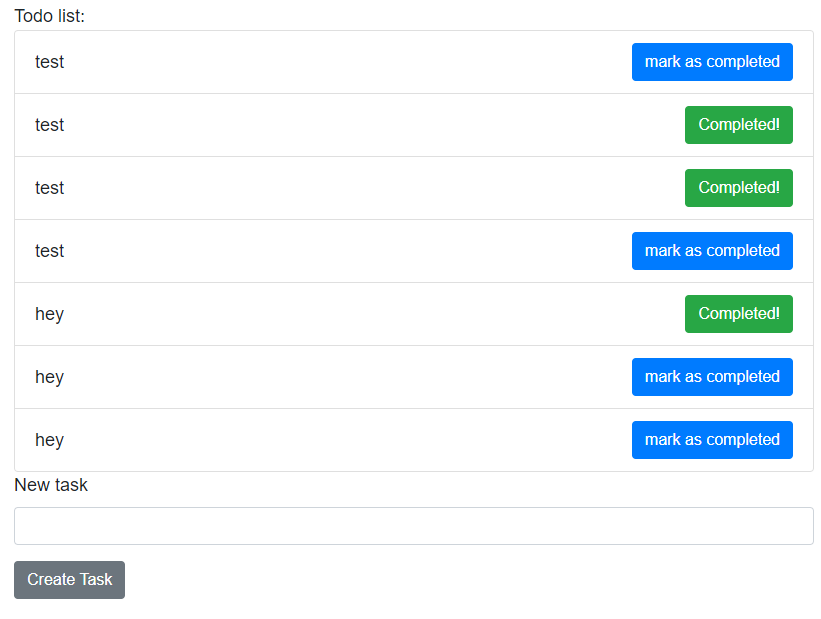 Todo list:
test mark as completed
test Completed!
test Completed!
test mark as completed
hey Completed!
hey mark as completed
hey mark as completed
New task
Create Task